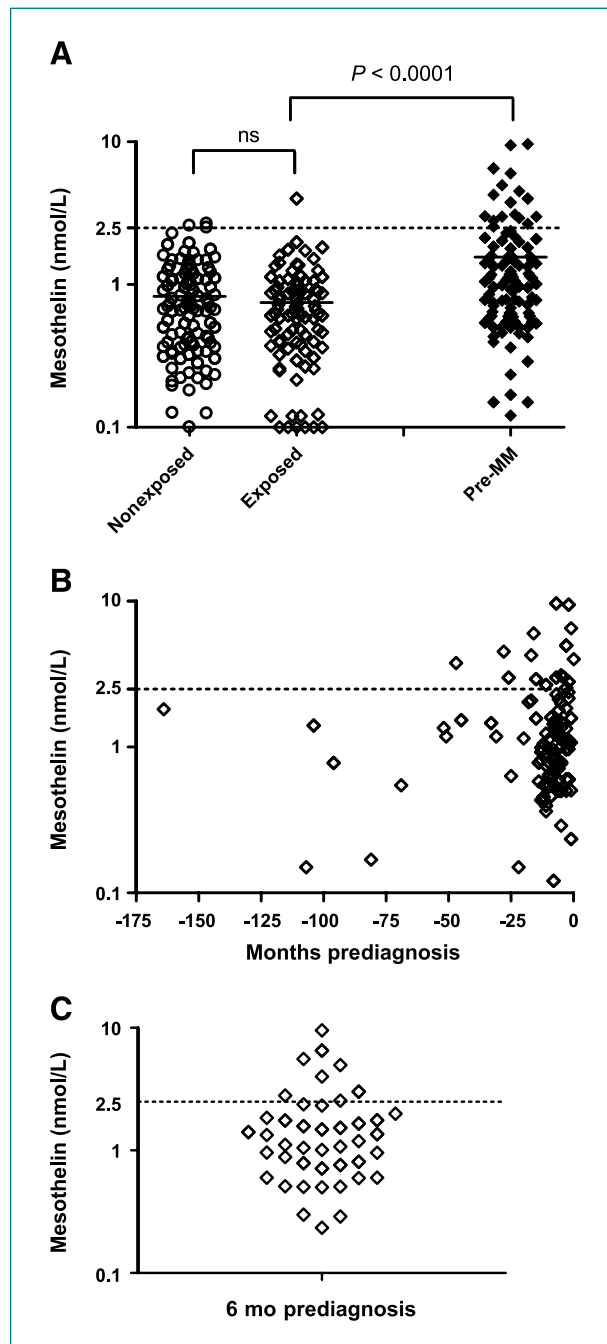 A
P < 0.0001
ns
10
2.5
1
0.1
Mesothelin (nmol/L)
Nonexposed
Exposed
Pre-MM
B
10
2.5
1
0.1
Mesothelin (nmol/L)
-175 -150 -125 -100 -75 -50 -25 0
Months prediagnosis
C
10
2.5
1
0.1
Mesothelin (nmol/L)
6 mo prediagnosis